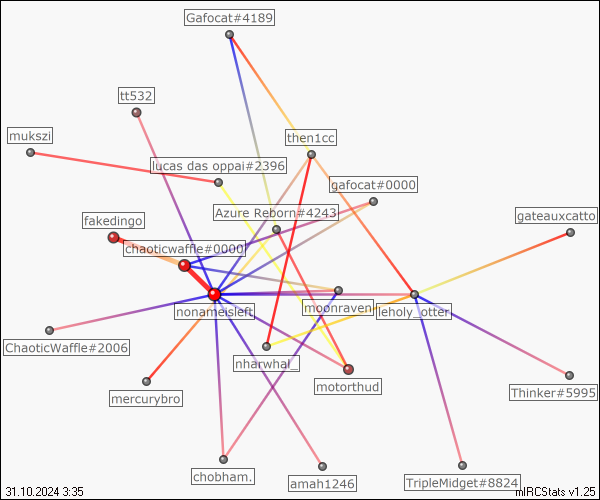 Gafocat#4189
tt532
mukszi
then1cc
lucas das oppai#2396
gafocat#0000
fakedingo
Azure Reborn#4243
gateauxcatto
chaoticwaffle#0000
nonameisleft
moonraven
leholy_otter
ChaoticWaffle#2006
nharwhal_
motorthud
mercurybro
Thinker#5995
chobham.
amah1246
TripleMidget#8824
31.10.2024 3:35
mIRCStats v1.25